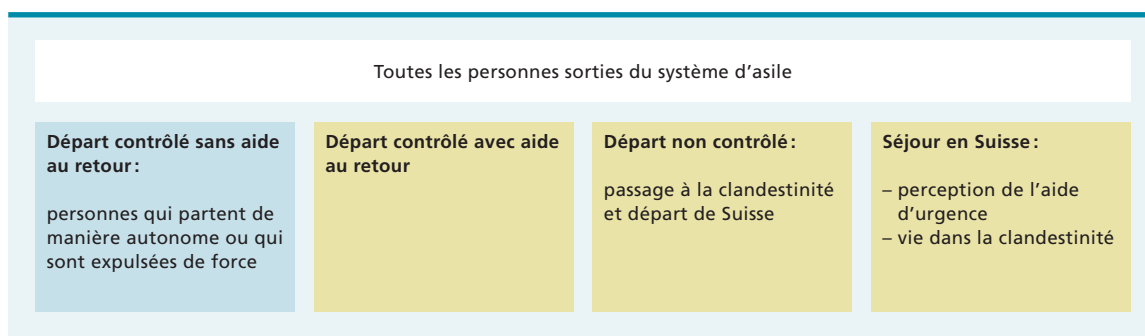 Toutes les personnes sorties du système d’asile
Départ contrôlé sans aide
au retour :
personnes qui partent de
manière autonome ou qui
sont expulsées de force
Départ contrôlé avec aide
au retour
Départ non contrôlé :
passage à la clandestinité
et départ de Suisse
Séjour en Suisse :
– perception de l’aide
d’urgence
– vie dans la clandestinité